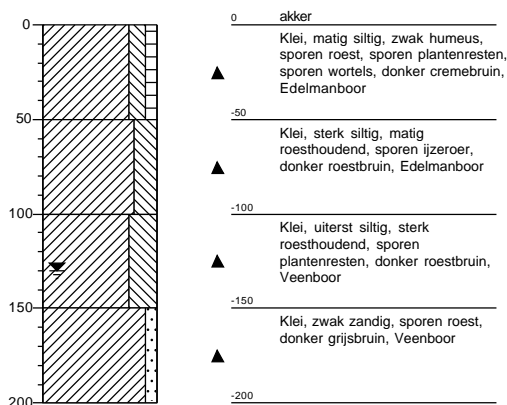 0
50
100
150
200
0
akker
Klei, matig siltig, zwak humeus,
sporen roest, sporen plantenresten,
sporen wortels, donker cremebruin,
Edelmanboor
-50
Klei, sterk siltig, matig
roesthoudend, sporen ijzeroer,
donker roestbruin, Edelmanboor
-100
Klei, uiterst siltig, sterk
roesthoudend, sporen
plantenresten, donker roestbruin,
Veenboor
-150
Klei, zwak zandig, sporen roest,
donker grijsbruin, Veenboor
-200